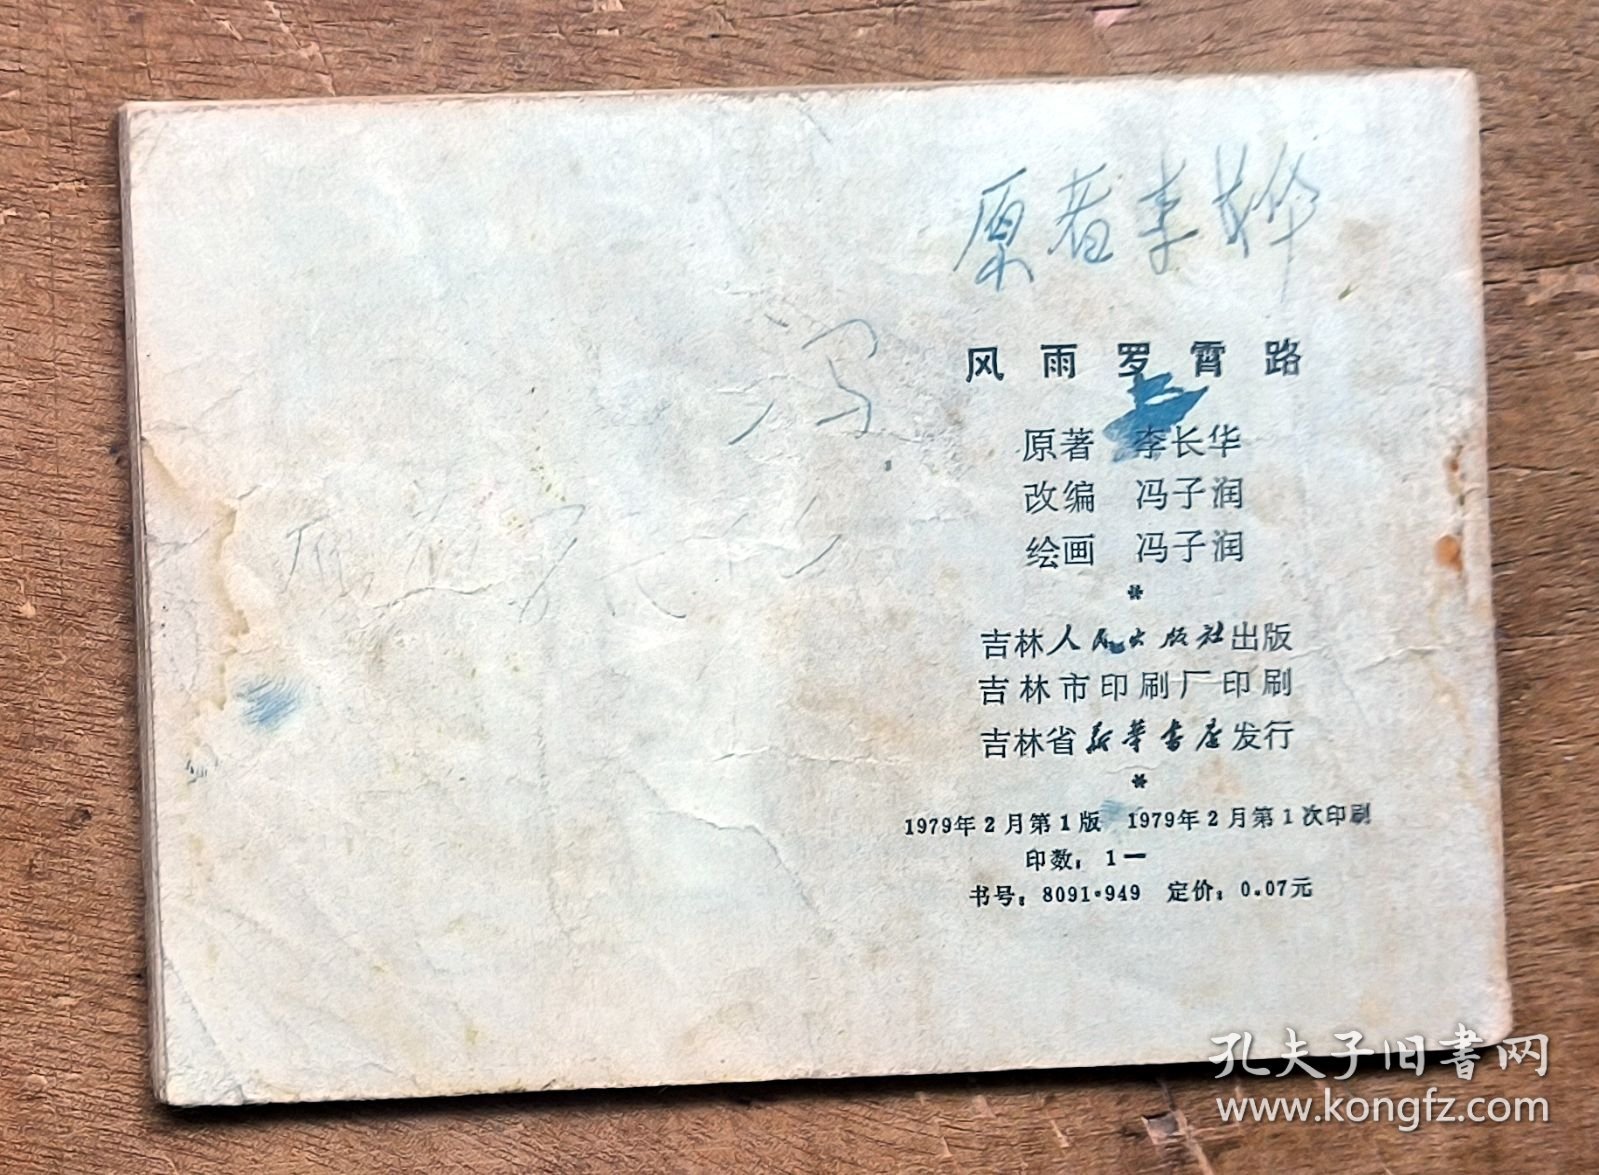 原著李
冯
风雨罗霄路
原著 李长华
改编 冯子润
绘画 冯子润
*
吉林人民出版社出版
吉林市印刷厂印刷
吉林省新华书店发行
*
1979年2月第1版 1979年2月第1次印刷
印数：1—
书号：8091·949 定价：0.07元
孔夫子旧书网
www.kongfz.com